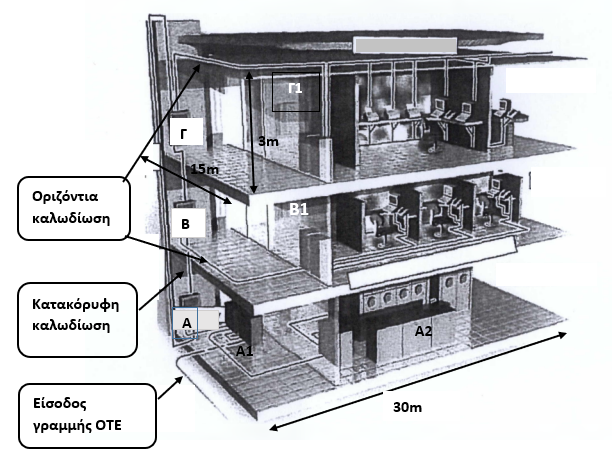 Γ1
Γ
3m
15m
Οριζόντια
καλωδίωση
Β
Β1
Κατακόρυφη
καλωδίωση
Α
Α1
Α2
Είσοδος
γραμμής ΟΤΕ
30m